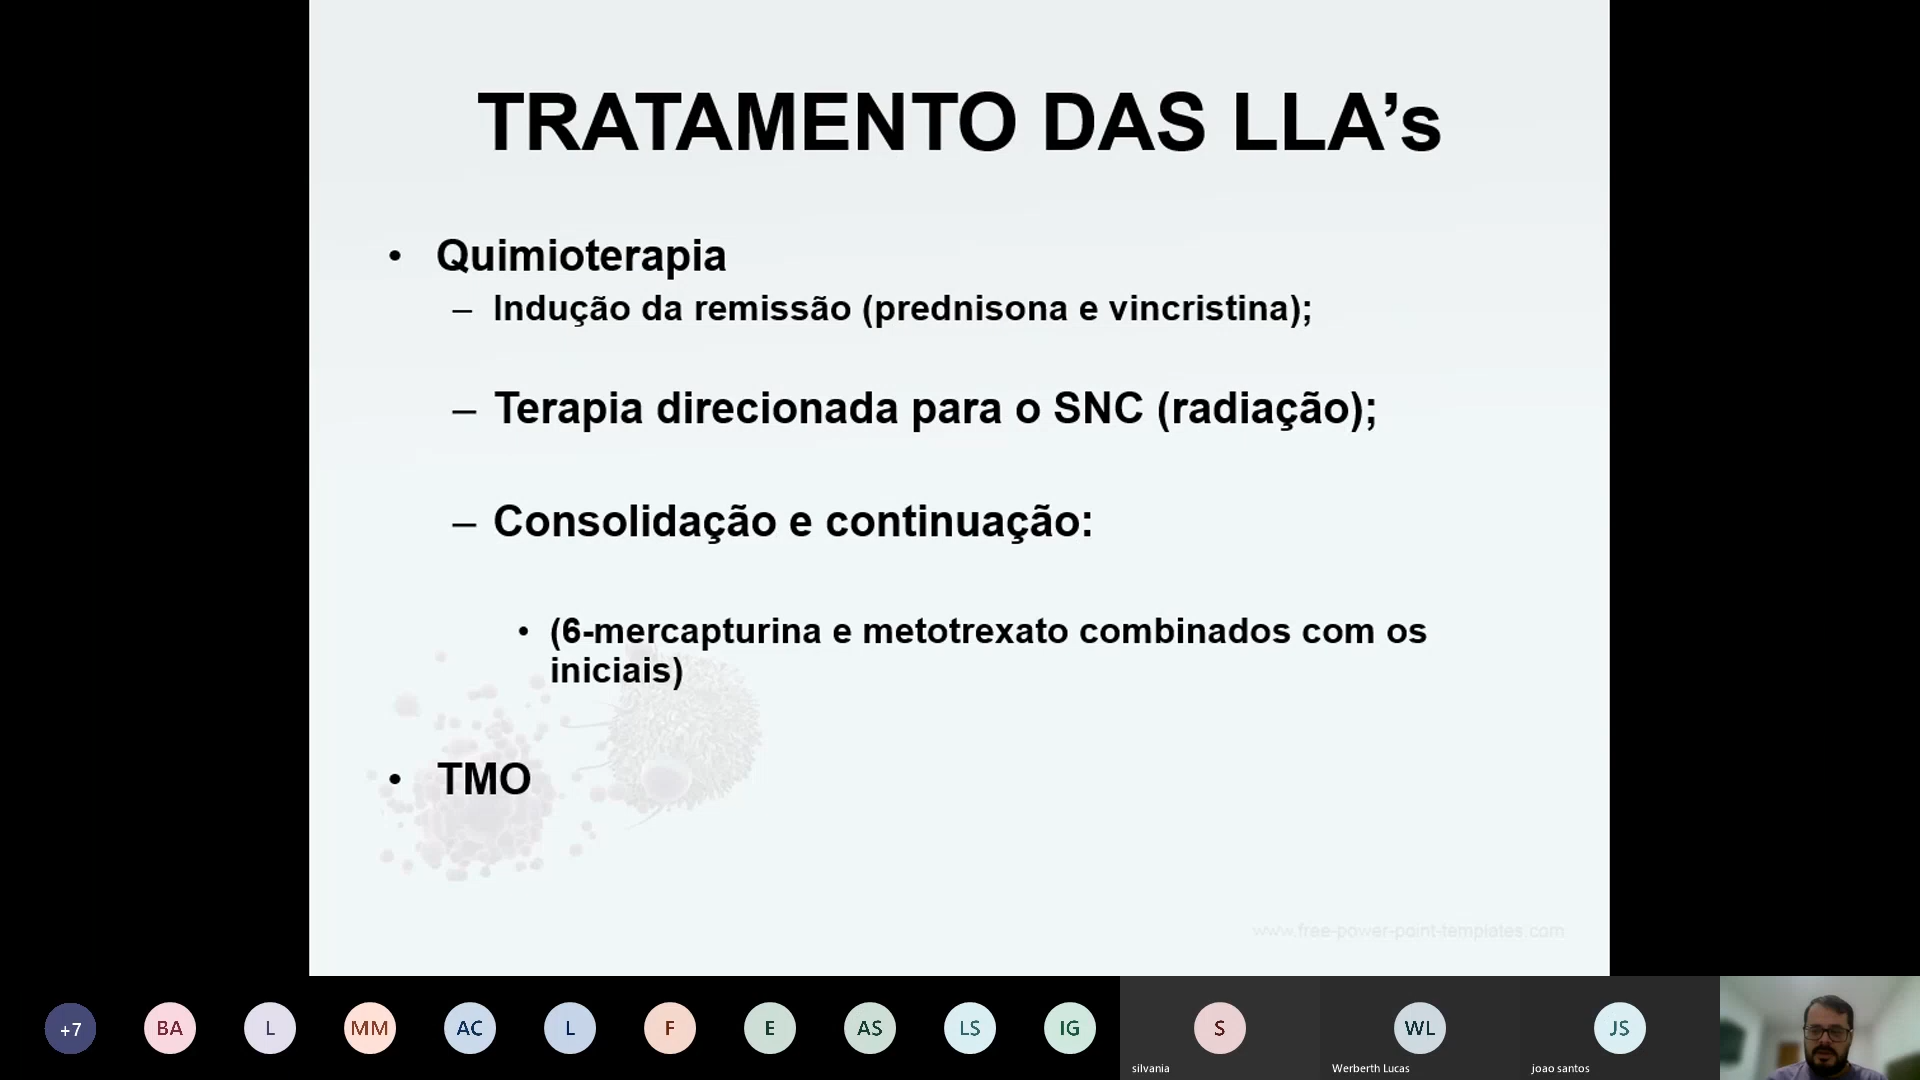 TRATAMENTO DAS LLA’s
• Quimioterapia
– Indução da remissão (prednisona e vincristina);
– Terapia direcionada para o SNC (radiação);
– Consolidação e continuação:
• (6-mercapturina e metotrexato combinados com os
iniciais)
• TMO
www.free-power-point-templates.com
+7
BA
L
MM
AC
L
F
E
AS
LS
IG
S
WL
JS
silvania
Werberth Lucas
joao santos